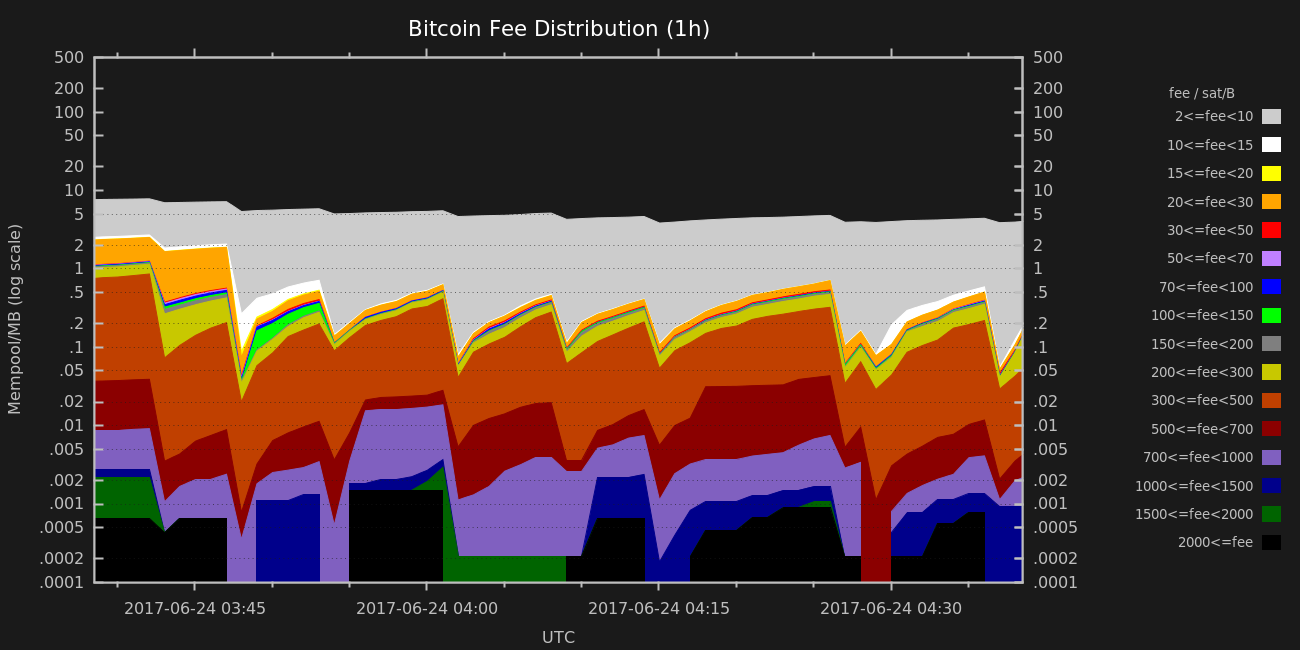 Bitcoin Fee Distribution (1h)
Mempool/MB (log scale)
500
200
100
50
20
10
5
2
1
.5
.2
.1
.05
.02
.01
.005
.002
.001
.0005
.0002
.0001
500
200
100
50
20
10
5
2
1
.5
.2
.1
.05
.02
.01
.005
.002
.001
.0005
.0002
.0001
2017-06-24 03:45 2017-06-24 04:00 2017-06-24 04:15 2017-06-24 04:30
UTC
fee / sat/B
2<=fee<10
10<=fee<15
15<=fee<20
20<=fee<30
30<=fee<50
50<=fee<70
70<=fee<100
100<=fee<150
150<=fee<200
200<=fee<300
300<=fee<500
500<=fee<700
700<=fee<1000
1000<=fee<1500
1500<=fee<2000
2000<=fee